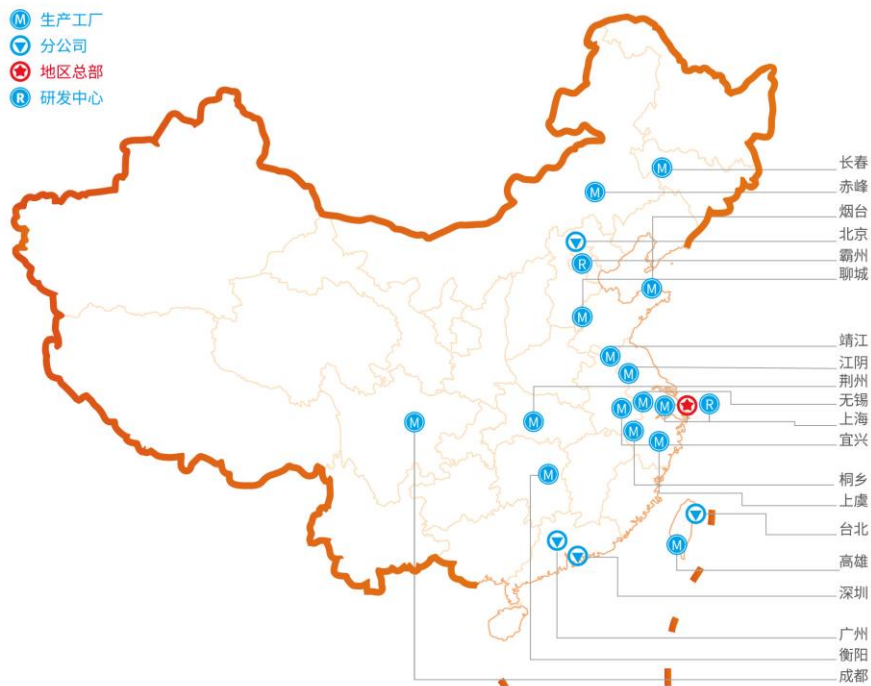 M 生产工厂
分公司
地区总部
R 研发中心
长春
赤峰
烟台
北京
霸州
聊城
靖江
江阴
荆州
无锡
上海
宜兴
桐乡
上虞
台北
高雄
深圳
广州
衡阳
成都
M
M
R
M
M
M
M
M
M
M
R
M
M
M
M
M
M